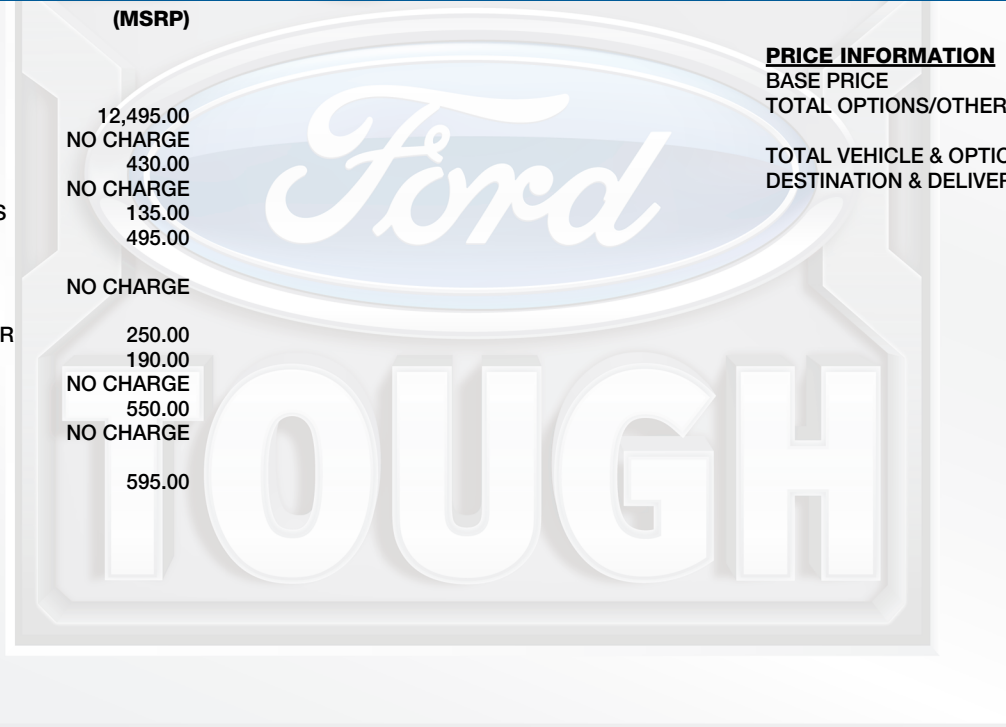 (MSRP)
12,495.00
NO CHARGE
430.00
NO CHARGE
S 135.00
495.00
NO CHARGE
R 250.00
190.00
NO CHARGE
550.00
NO CHARGE
595.00
PRICE INFORMATION
BASE PRICE
TOTAL OPTIONS/OTHER
TOTAL VEHICLE & OPTIO
DESTINATION & DELIVER
Ford
TOUGH